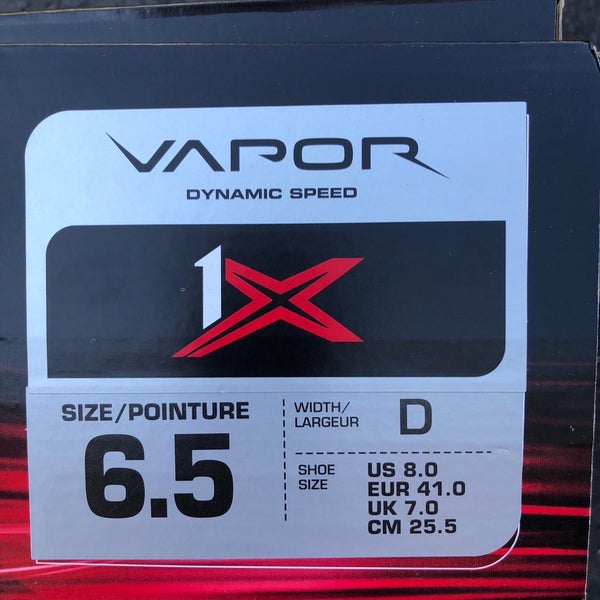 VAPOR
DYNAMIC SPEED
1X
SIZE/POINTURE
6.5
WIDTH/
LARGEUR
D
SHOE
SIZE
US 8.0
EUR 41.0
UK 7.0
CM 25.5